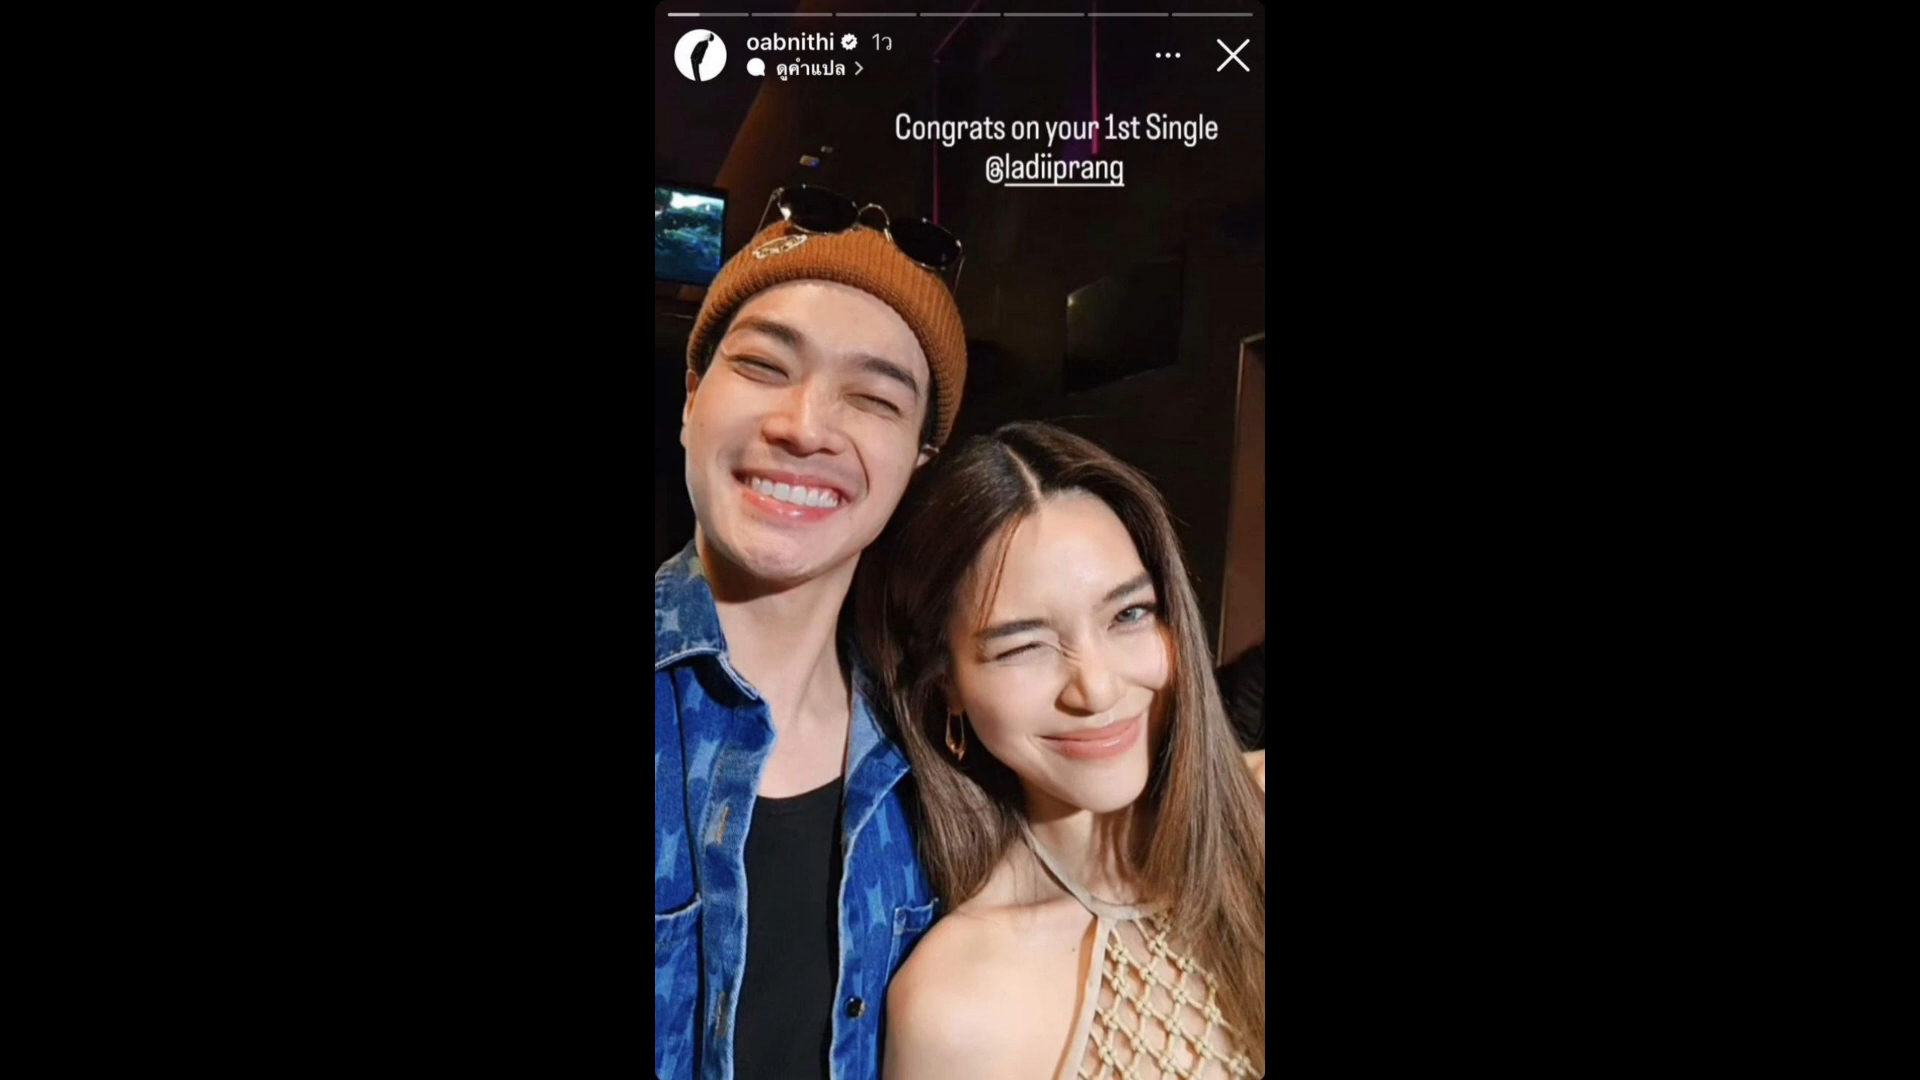 oabnithi 1ว
ดูคำแปล
Congrats on your 1st Single
@ladiiprang